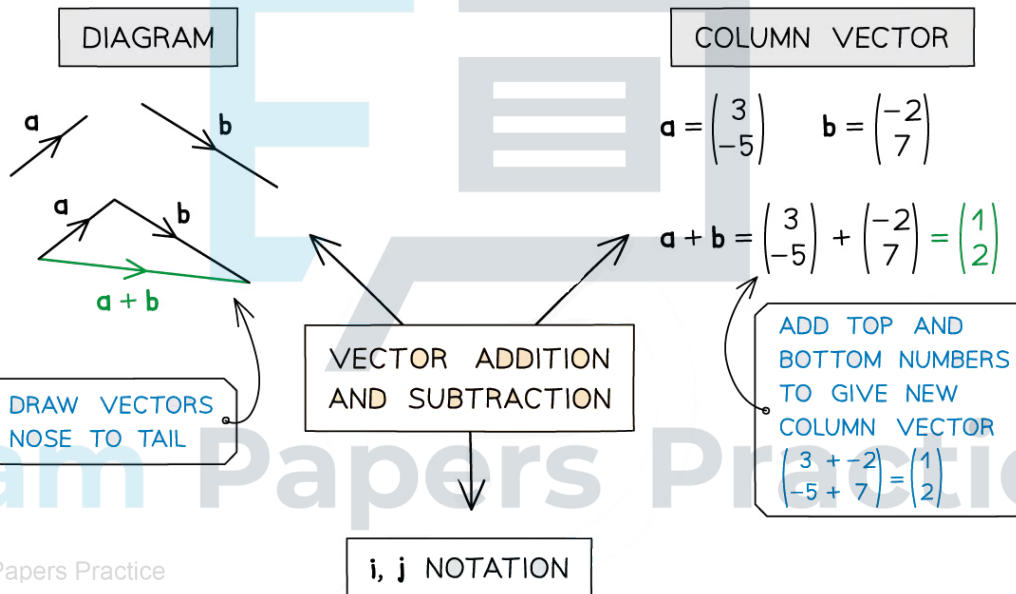 DIAGRAM
COLUMN VECTOR
a
b
a = (3 -5) b = (-2 7)
a
b
a + b
a + b = (3 -5) + (-2 7) = (1 2)
VECTOR ADDITION
AND SUBTRACTION
DRAW VECTORS
NOSE TO TAIL
ADD TOP AND
BOTTOM NUMBERS
TO GIVE NEW
COLUMN VECTOR
(3 + -2 -5 + 7) = (1 2)
am Papers Practic
Papers Practice
i, j NOTATION